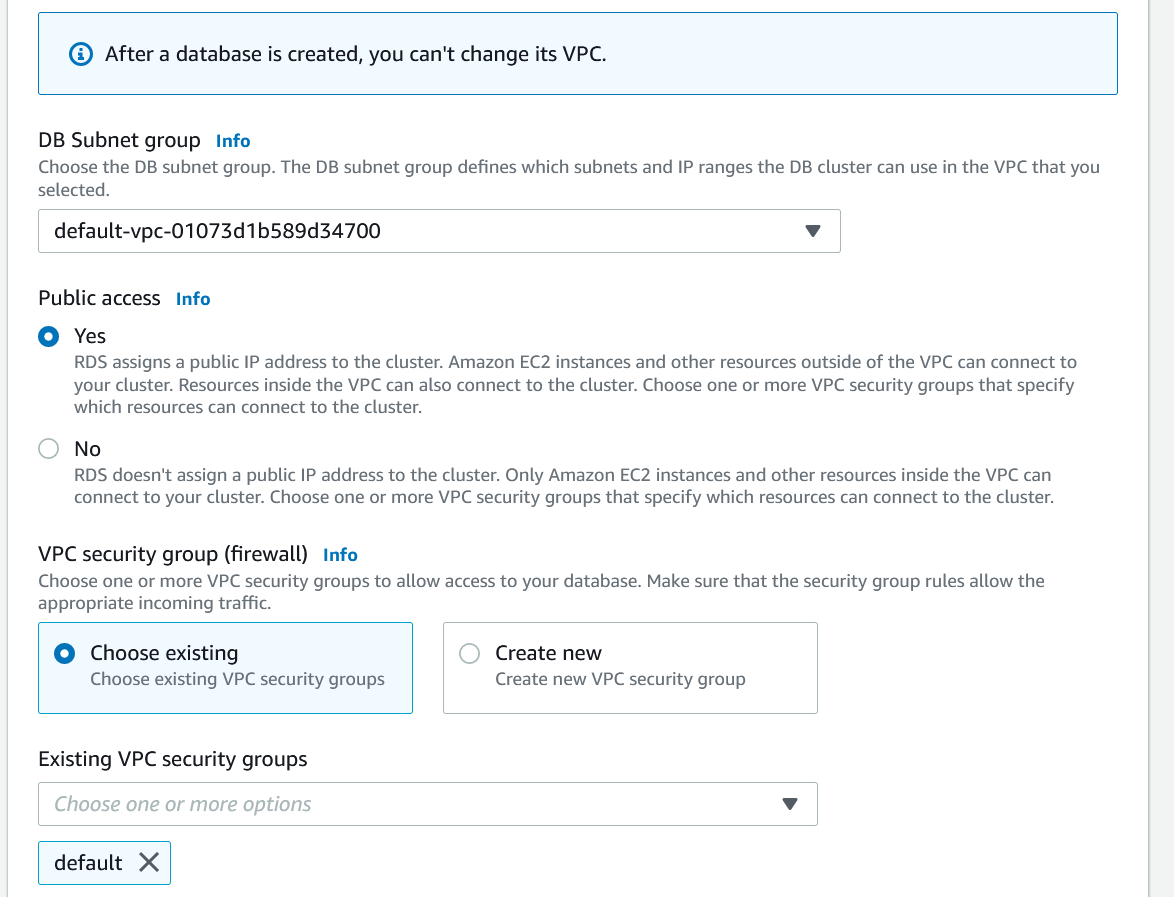 After a database is created, you can't change its VPC.
DB Subnet group Info
Choose the DB subnet group. The DB subnet group defines which subnets and IP ranges the DB cluster can use in the VPC that you
selected.
default-vpc-01073d1b589d34700
Public access Info
Yes
RDS assigns a public IP address to the cluster. Amazon EC2 instances and other resources outside of the VPC can connect to
your cluster. Resources inside the VPC can also connect to the cluster. Choose one or more VPC security groups that specify
which resources can connect to the cluster.
No
RDS doesn't assign a public IP address to the cluster. Only Amazon EC2 instances and other resources inside the VPC can
connect to your cluster. Choose one or more VPC security groups that specify which resources can connect to the cluster.
VPC security group (firewall) Info
Choose one or more VPC security groups to allow access to your database. Make sure that the security group rules allow the
appropriate incoming traffic.
Choose existing
Choose existing VPC security groups
Create new
Create new VPC security group
Existing VPC security groups
Choose one or more options
default